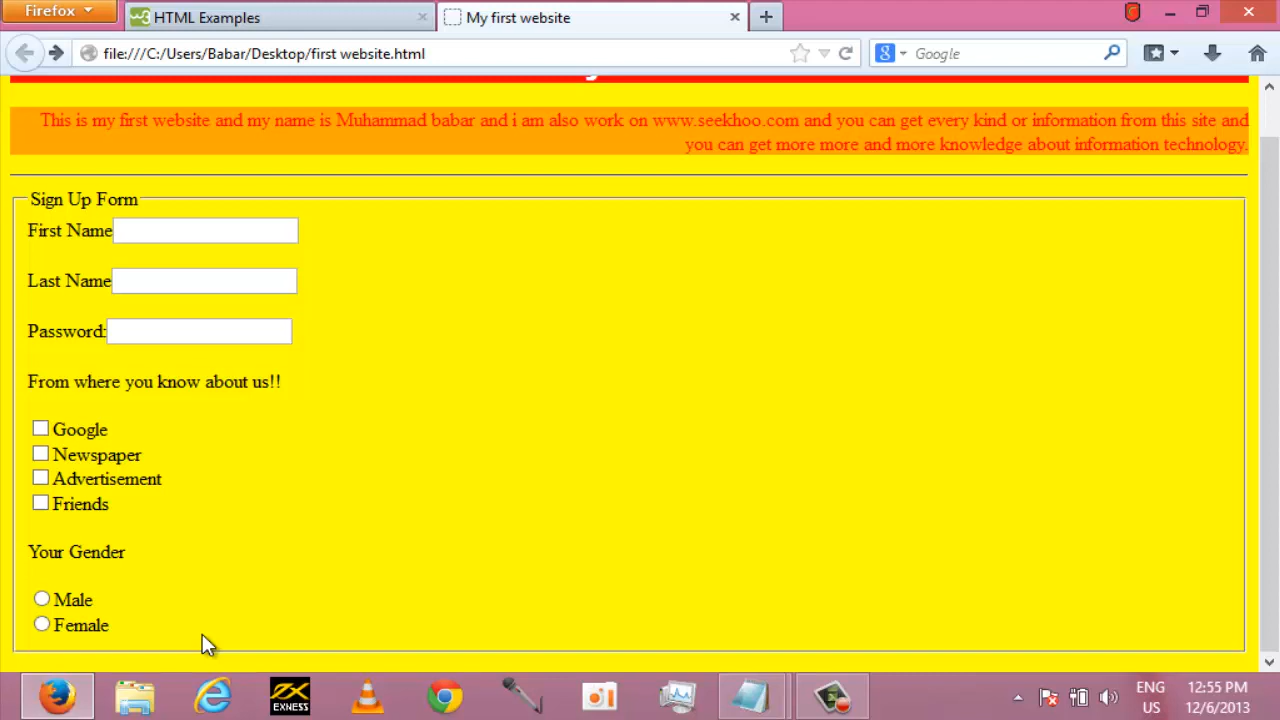 Firefox
HTML Examples
My first website
file:///C:/Users/Babar/Desktop/first website.html
Google
This is my first website and my name is Muhammad babar and i am also work on www.seekhoo.com and you can get every kind or information from this site and
you can get more more and more knowledge about information technology.
Sign Up Form
First Name
Last Name
Password:
From where you know about us!!
Google
Newspaper
Advertisement
Friends
Your Gender
Male
Female
EXNESS
ENG
12:55 PM
US
12/6/2013